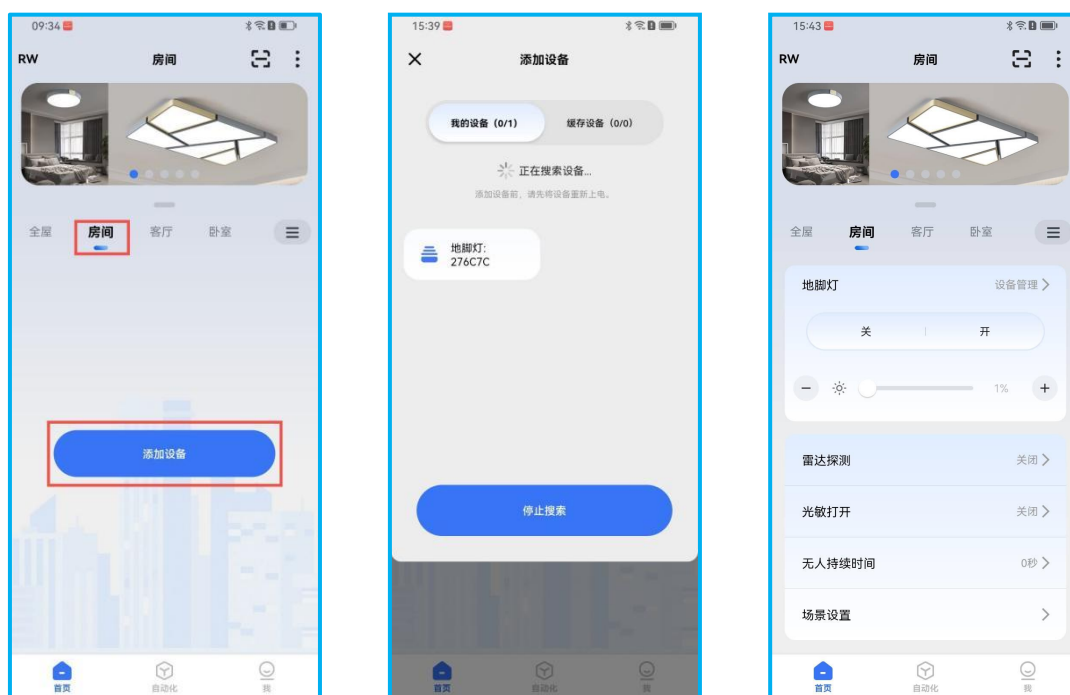 09:34
RW
房间
全屋
房间
客厅
卧室
添加设备
首页
自动化
我
15:39
添加设备
我的设备（0/1）
缓存设备（0/0）
正在搜索设备...
添加设备前，请先将设备重新上电。
地脚灯:
276C7C
停止搜索
首页
自动化
我
15:43
RW
房间
全屋
房间
客厅
卧室
地脚灯
设备管理
关
开
1%
雷达探测
关闭
光敏打开
关闭
无人持续时间
0秒
场景设置
首页
自动化
我